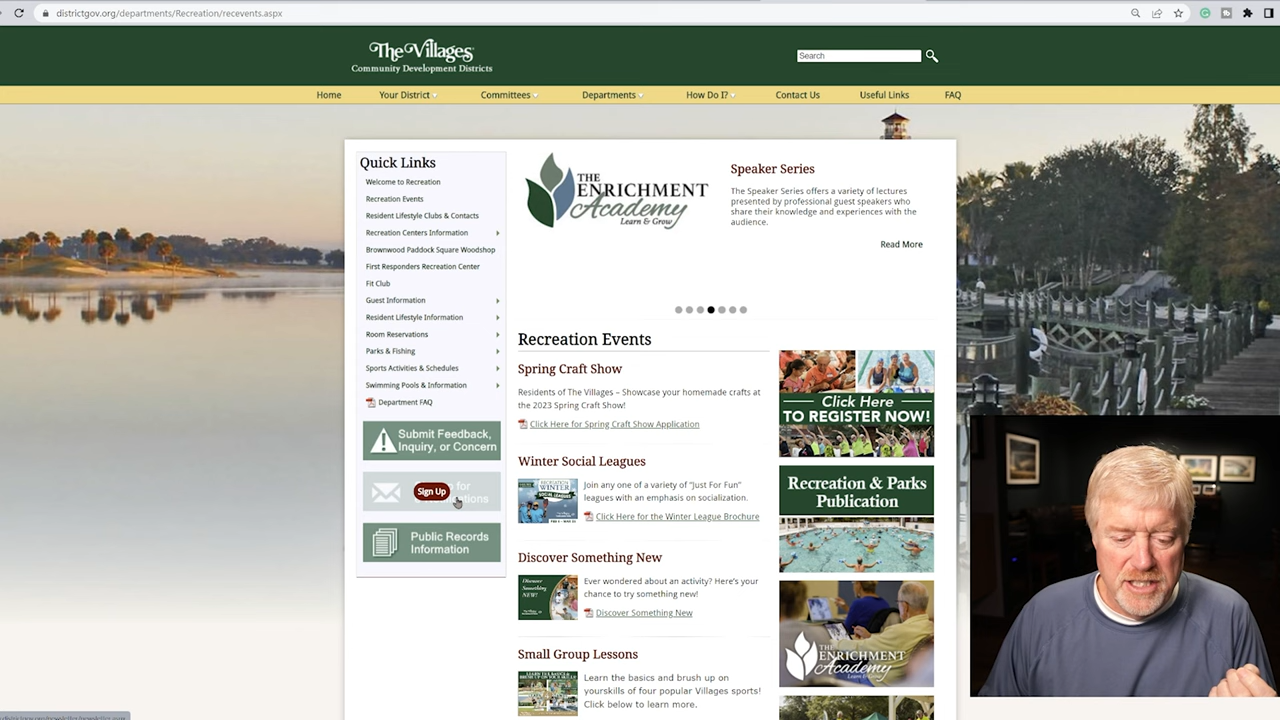 districtgov.org/departments/Recreation/recevents.aspx
The Villages
Community Development Districts
Search
Home Your District Committees Departments How Do I? Contact Us Useful Links FAQ
Quick Links
Welcome to Recreation
Recreation Events
Resident Lifestyle Clubs & Contacts
Recreation Centers Information
Brownwood Paddock Square Woodshop
First Responders Recreation Center
Fit Club
Guest Information
Resident Lifestyle Information
Room Reservations
Parks & Fishing
Sports Activities & Schedules
Swimming Pools & Information
Department FAQ
Submit Feedback,
Inquiry, or Concern
for
Sign Up
Public Records
Information
THE
ENRICHMENT
Academy
Learn & Grow
Speaker Series
The Speaker Series offers a variety of lectures
presented by professional guest speakers who
share their knowledge and experiences with the
audience.
Read More
Recreation Events
Spring Craft Show
Residents of The Villages – Showcase your homemade crafts at
the 2023 Spring Craft Show!
Click Here for Spring Craft Show Application
Winter Social Leagues
WINTER
SOCIAL LEAGUES
Join any one of a variety of "Just For Fun"
leagues with an emphasis on socialization.
Click Here for the Winter League Brochure
Discover Something New
Discover
Something
NEW!
Ever wondered about an activity? Here's your
chance to try something new!
Discover Something New
Small Group Lessons
Learn the basics and brush up on
yourskills of four popular Villages sports!
Click below to learn more.
Click Here
TO REGISTER NOW!
Recreation & Parks
Publication
THE
ENRICHMENT
Academy
Learn & Grow